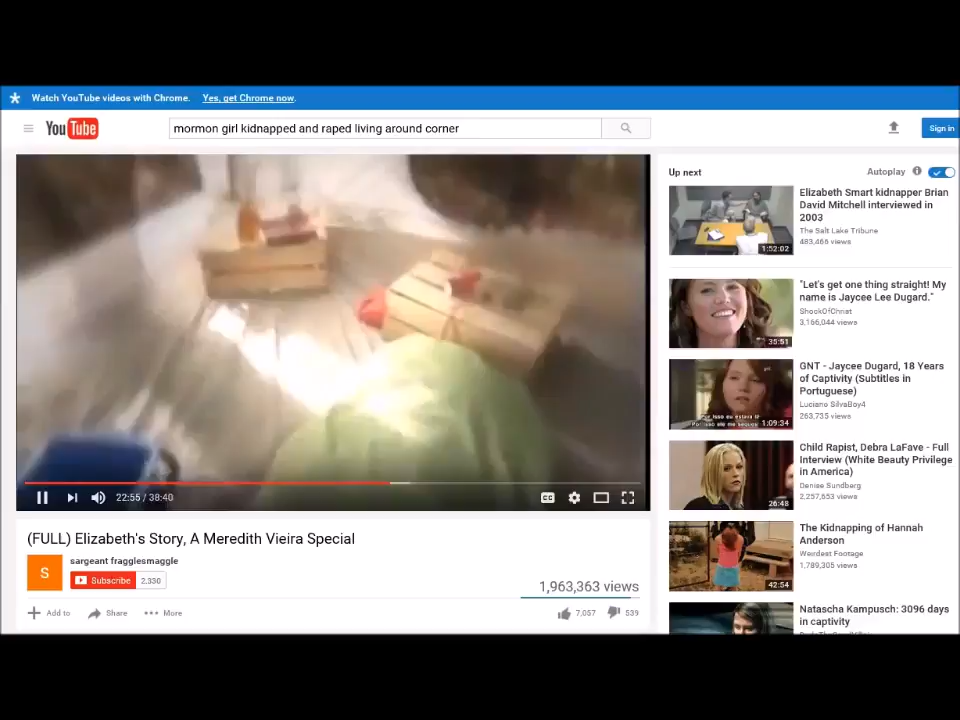 Watch YouTube videos with Chrome. Yes, get Chrome now.
YouTube
mormon girl kidnapped and raped living around corner
Sign in
22:55 / 38:40
CC
(FULL) Elizabeth's Story, A Meredith Vieira Special
S
sargeant fragglesmaggle
Subscribe 2,330
1,963,363 views
Add to Share More
7,057 539
Up next
Autoplay
1:52:02
Elizabeth Smart kidnapper Brian
David Mitchell interviewed in
2003
The Salt Lake Tribune
483,466 views
35:51
"Let's get one thing straight! My
name is Jaycee Lee Dugard."
ShookOfChrist
3,166,044 views
1:09:34
GNT - Jaycee Dugard, 18 Years
of Captivity (Subtitles in
Portuguese)
Luciano SilvaBoy4
263,735 views
26:48
Child Rapist, Debra LaFave - Full
Interview (White Beauty Privilege
in America)
Denise Sundberg
2,257,653 views
42:54
The Kidnapping of Hannah
Anderson
Weirdest Footage
1,789,305 views
Natascha Kampusch: 3096 days
in captivity